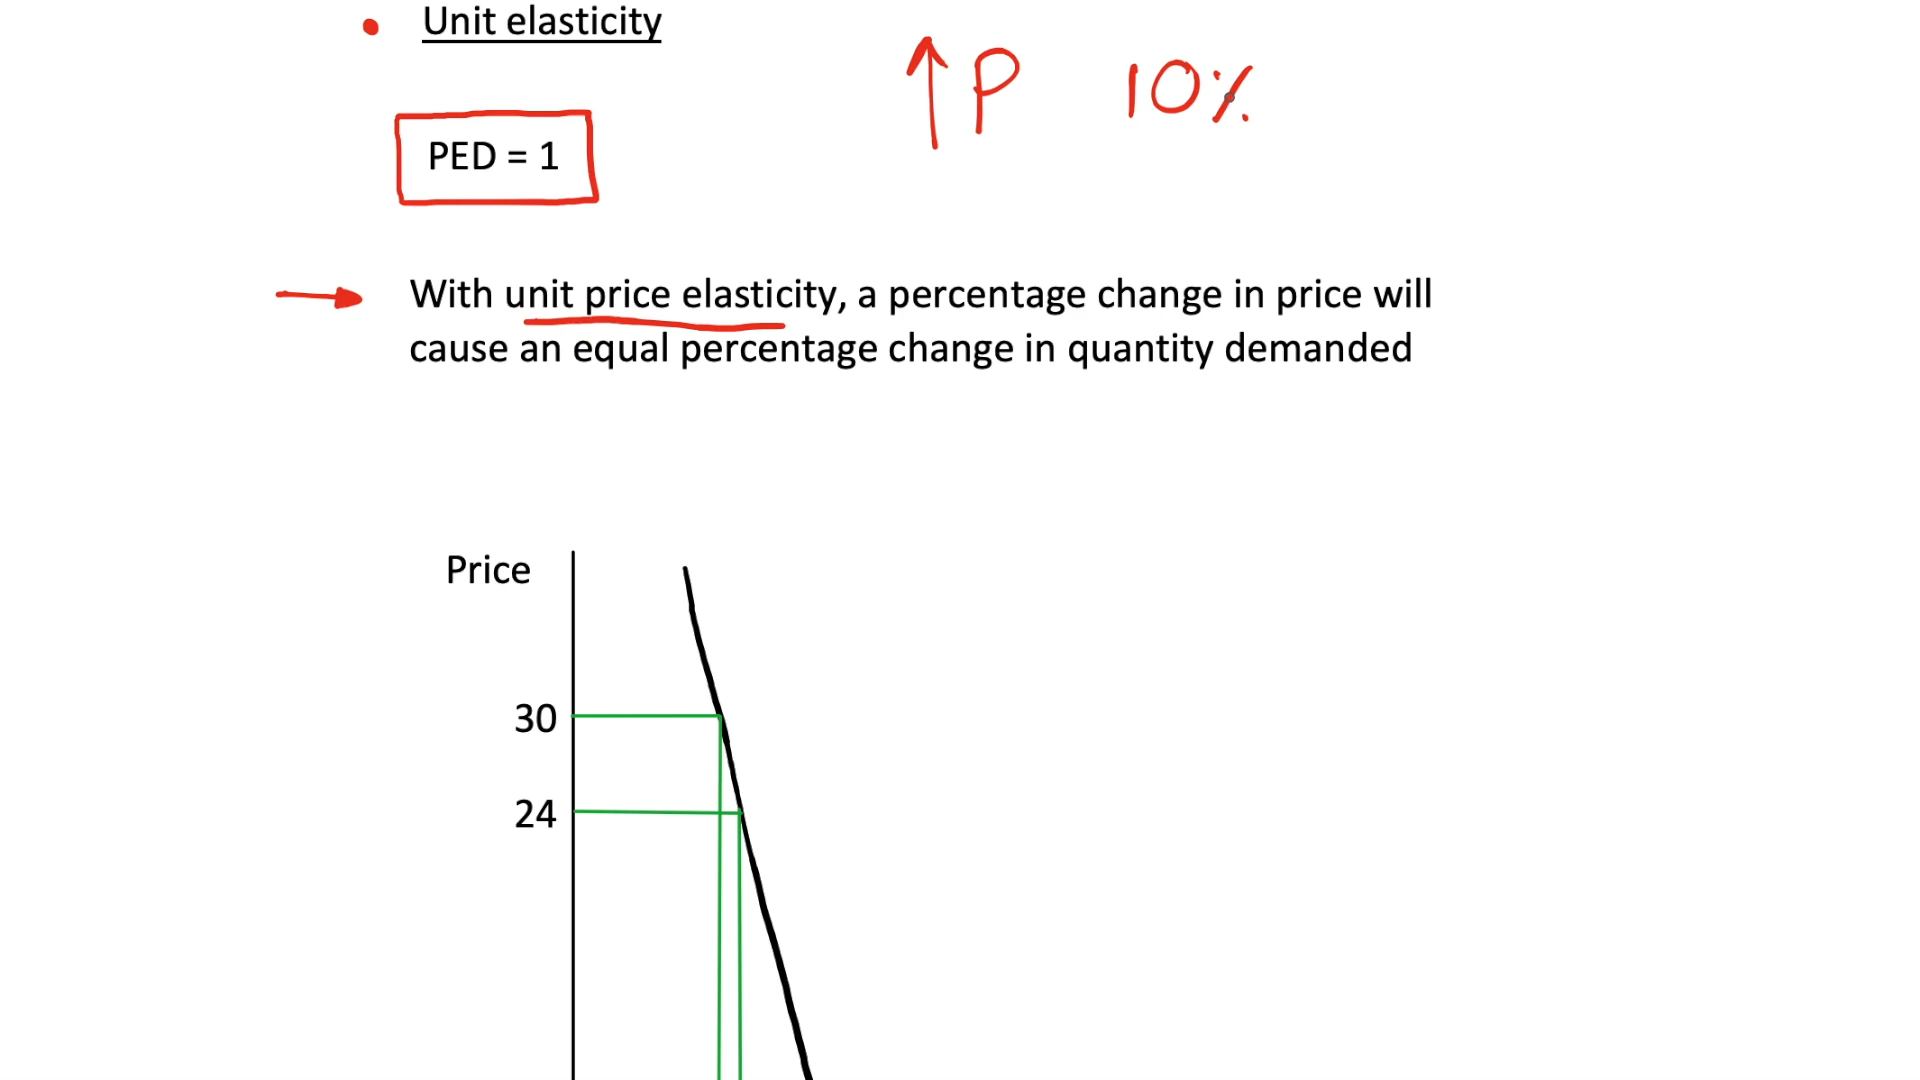 Unit elasticity
↑ P 10%
PED = 1
With unit price elasticity, a percentage change in price will
cause an equal percentage change in quantity demanded
Price
30
24